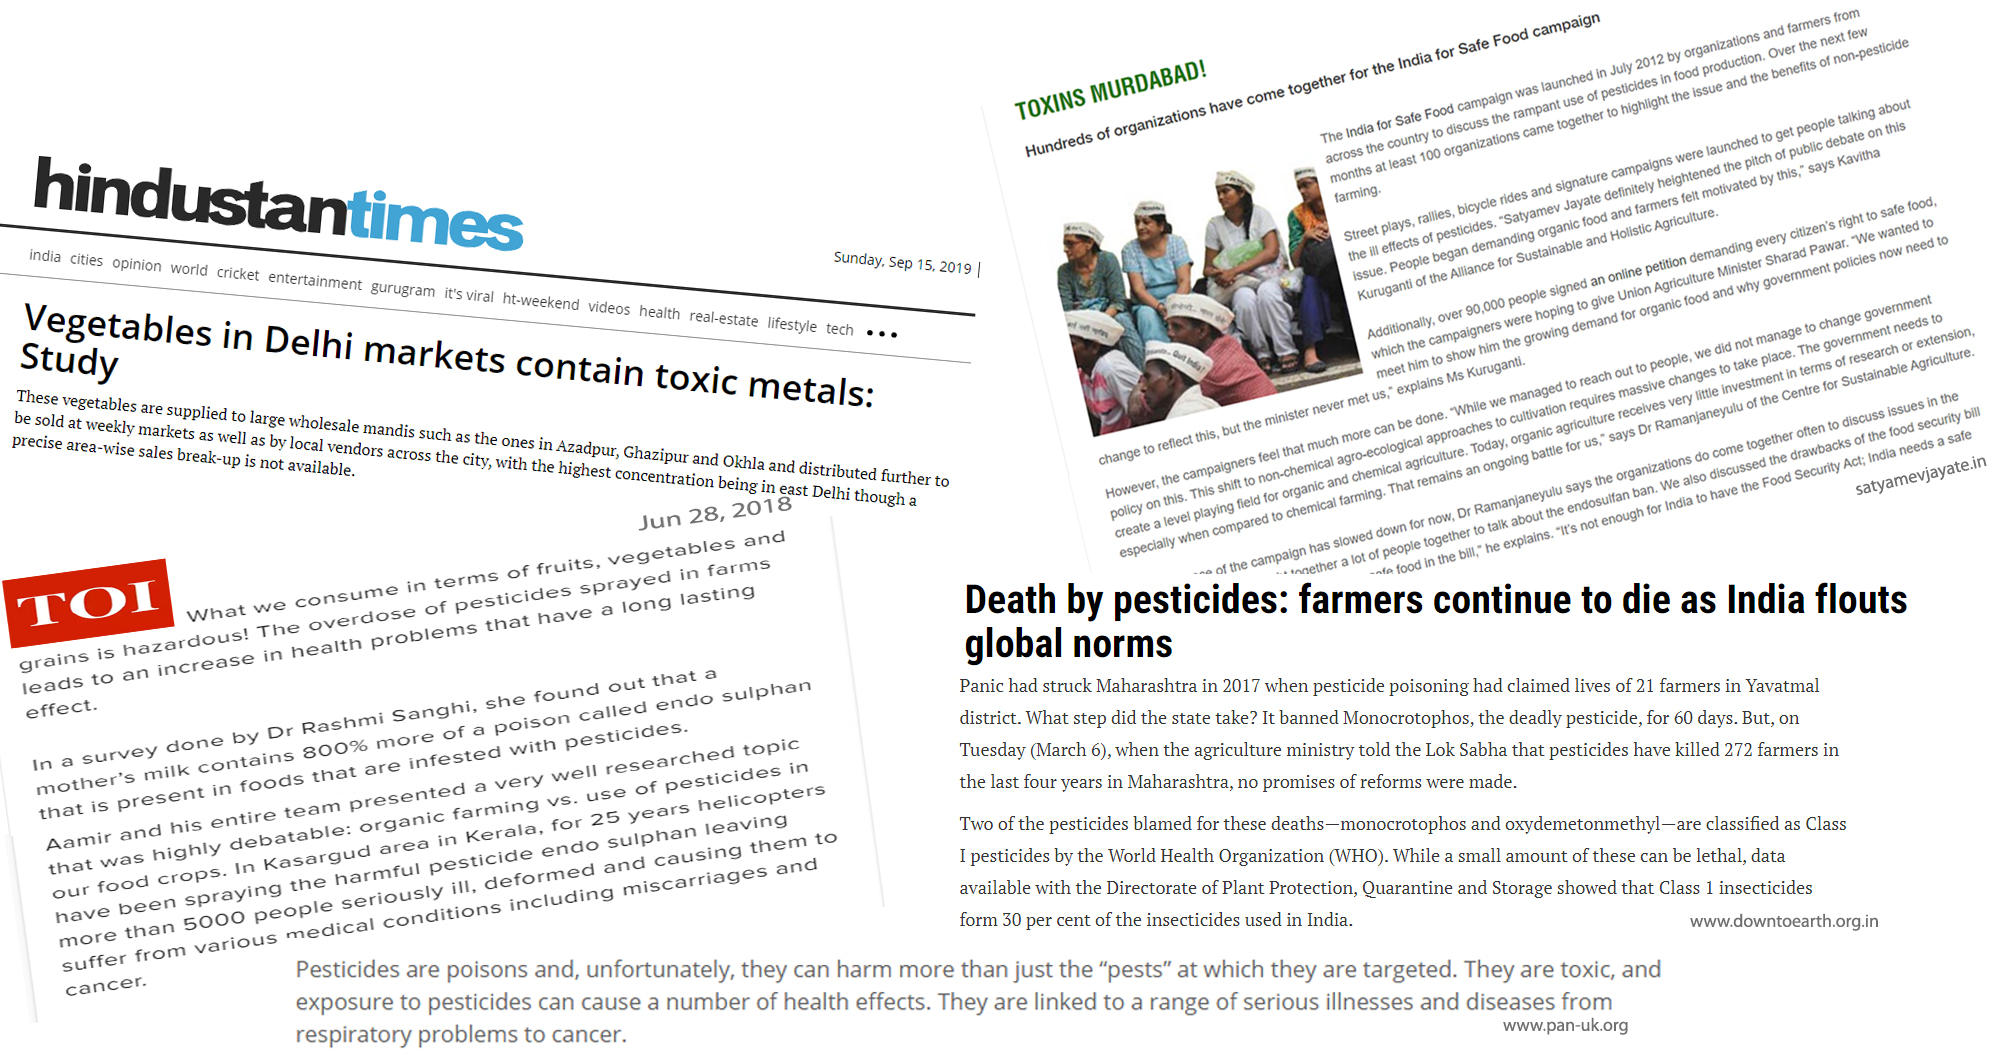 hindustantimes
Sunday, Sep 15, 2019 |
india cities opinion world cricket entertainment gurugram it's viral ht-weekend videos health real-estate lifestyle tech •••
Vegetables in Delhi markets contain toxic metals:
Study
These vegetables are supplied to large wholesale mandis such as the ones in Azadpur, Ghazipur and Okhla and distributed further to
be sold at weekly markets as well as by local vendors across the city, with the highest concentration being in east Delhi though a
precise area-wise sales break-up is not available.
Jun 28, 2018
TOI
What we consume in terms of fruits, vegetables and
grains is hazardous! The overdose of pesticides sprayed in farms
leads to an increase in health problems that have a long lasting
effect.
In a survey done by Dr Rashmi Sanghi, she found out that a
mother's milk contains 800% more of a poison called endo sulphan
that is present in foods that are infested with pesticides.
Aamir and his entire team presented a very well researched topic
that was highly debatable: organic farming vs. use of pesticides in
our food crops. In Kasargud area in Kerala, for 25 years helicopters
have been spraying the harmful pesticide endo sulphan leaving
more than 5000 people seriously ill, deformed and causing them to
suffer from various medical conditions including miscarriages and
cancer.
TOXINS MURDABAD!
Hundreds of organizations have come together for the India for Safe Food campaign
The India for Safe Food campaign was launched in July 2012 by organizations and farmers from
across the country to discuss the rampant use of pesticides in food production. Over the next few
months at least 100 organizations came together to highlight the issue and the benefits of non-pesticide
farming.
Street plays, rallies, bicycle rides and signature campaigns were launched to get people talking about
the ill effects of pesticides. "Satyamev Jayate definitely heightened the pitch of public debate on this
issue. People began demanding organic food and farmers felt motivated by this," says Kavitha
Kuruganti of the Alliance for Sustainable and Holistic Agriculture.
Additionally, over 90,000 people signed an online petition demanding every citizen's right to safe food,
which the campaigners were hoping to give Union Agriculture Minister Sharad Pawar. "We wanted to
meet him to show him the growing demand for organic food and why government policies now need to
change to reflect this, but the minister never met us," explains Ms Kuruganti.
However, the campaigners feel that much more can be done. "While we managed to reach out to people, we did not manage to change government
policy on this. This shift to non-chemical agro-ecological approaches to cultivation requires massive changes to take place. The government needs to
create a level playing field for organic and chemical agriculture. Today, organic agriculture receives very little investment in terms of research or extension,
especially when compared to chemical farming. That remains an ongoing battle for us," says Dr Ramanjaneyulu of the Centre for Sustainable Agriculture.
of the campaign has slowed down for now, Dr Ramanjaneyulu says the organizations do come together often to discuss issues in the
together a lot of people together to talk about the endosulfan ban. We also discussed the drawbacks of the food security bill
safe food in the bill," he explains. "It's not enough for India to have the Food Security Act; India needs a safe
satyamevjayate.in
Quit India!
Death by pesticides: farmers continue to die as India flouts
global norms
Panic had struck Maharashtra in 2017 when pesticide poisoning had claimed lives of 21 farmers in Yavatmal
district. What step did the state take? It banned Monocrotophos, the deadly pesticide, for 60 days. But, on
Tuesday (March 6), when the agriculture ministry told the Lok Sabha that pesticides have killed 272 farmers in
the last four years in Maharashtra, no promises of reforms were made.
Two of the pesticides blamed for these deaths—monocrotophos and oxydemetonmethyl—are classified as Class
I pesticides by the World Health Organization (WHO). While a small amount of these can be lethal, data
available with the Directorate of Plant Protection, Quarantine and Storage showed that Class 1 insecticides
form 30 per cent of the insecticides used in India.
www.downtoearth.org.in
Pesticides are poisons and, unfortunately, they can harm more than just the “pests” at which they are targeted. They are toxic, and
exposure to pesticides can cause a number of health effects. They are linked to a range of serious illnesses and diseases from
respiratory problems to cancer.
www.pan-uk.org